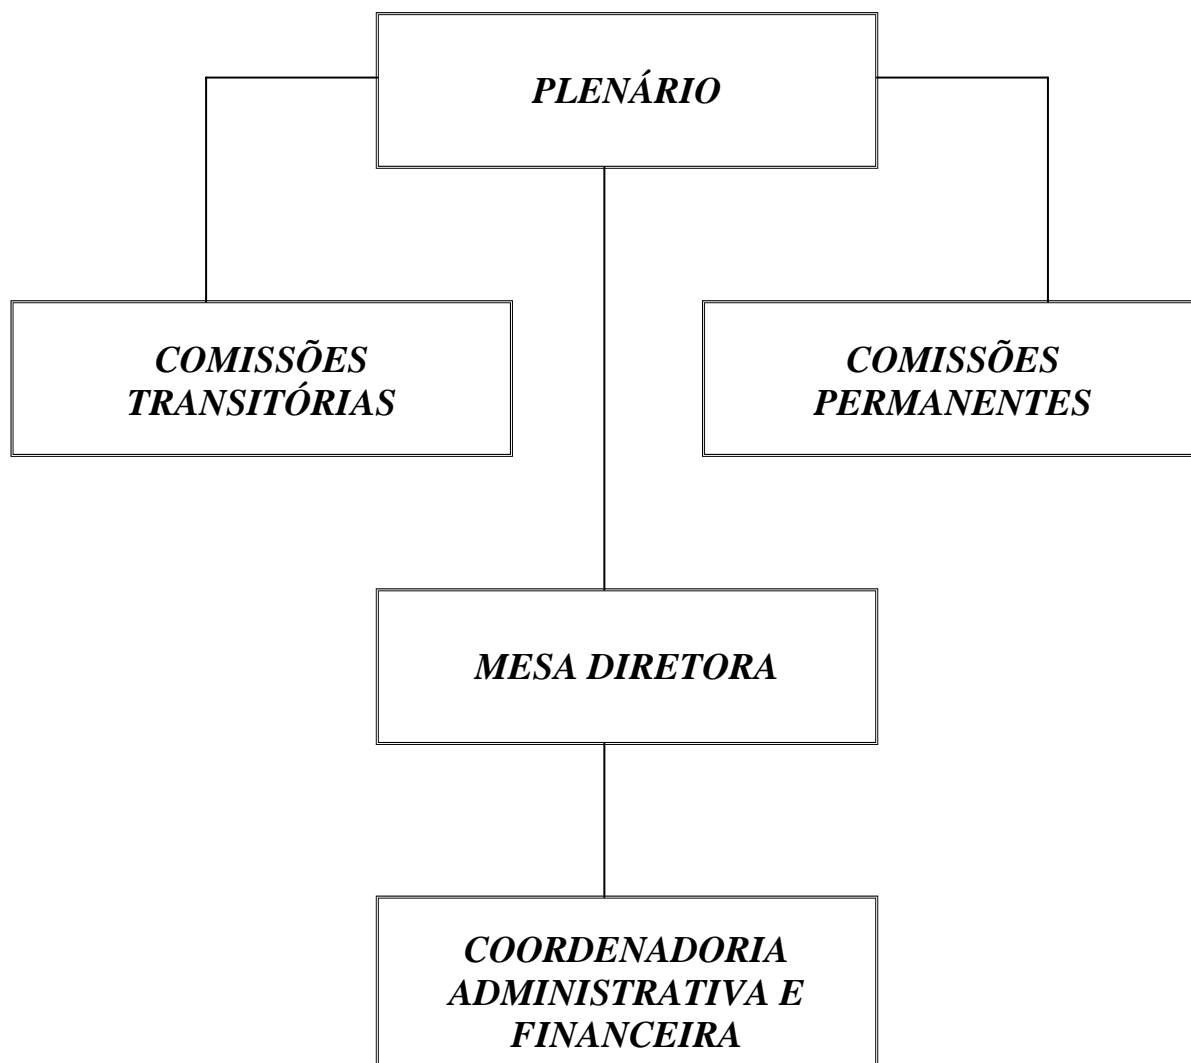 PLENÁRIO
COMISSÕES
TRANSITÓRIAS
COMISSÕES
PERMANENTES
MESA DIRETORA
COORDENADORIA
ADMINISTRATIVA E
FINANCEIRA